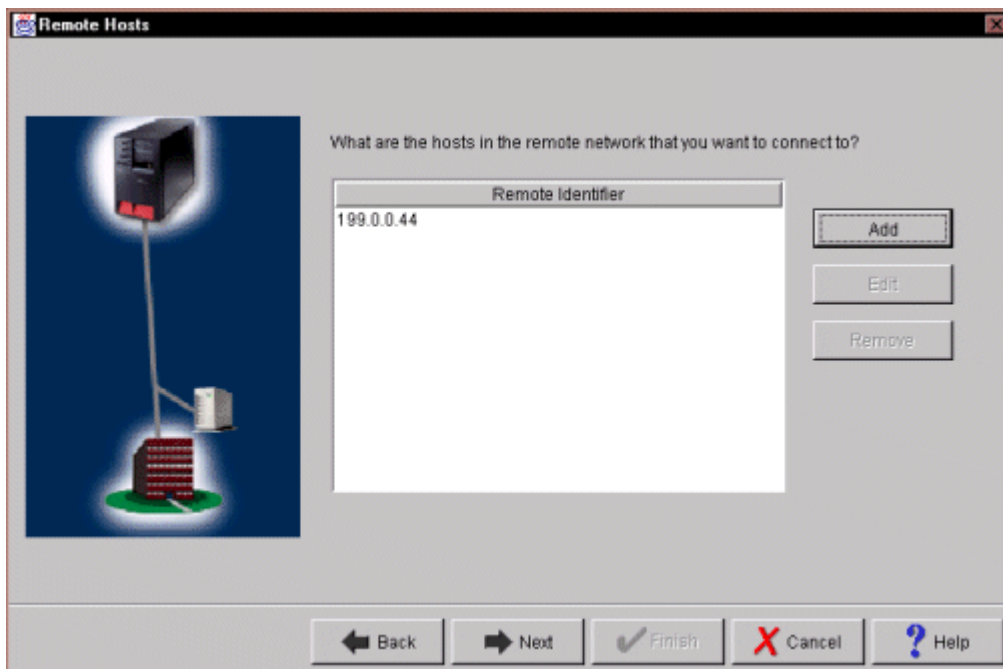 Remote Hosts
What are the hosts in the remote network that you want to connect to?
Remote Identifier
199.0.0.44
Add
Edit
Remove
Back
Next
Finish
Cancel
Help